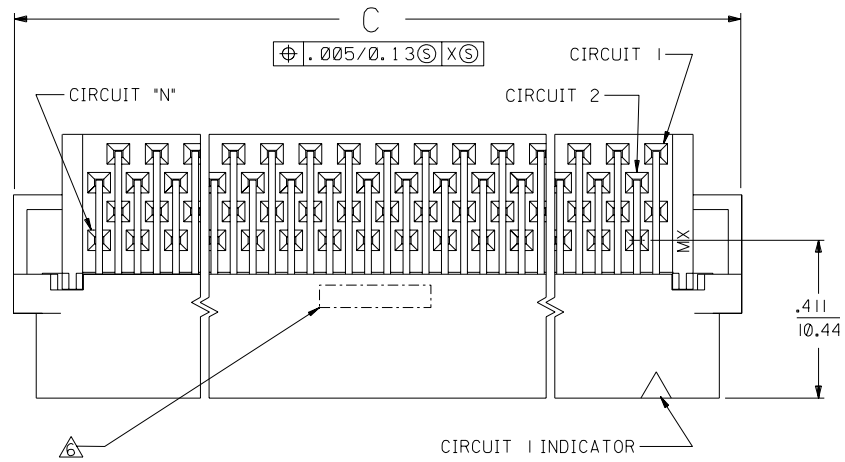 C
⌖ .005/0.13Ⓢ XⓈ
CIRCUIT 1
CIRCUIT "N"
CIRCUIT 2
MX
.411
10.44
6
CIRCUIT 1 INDICATOR